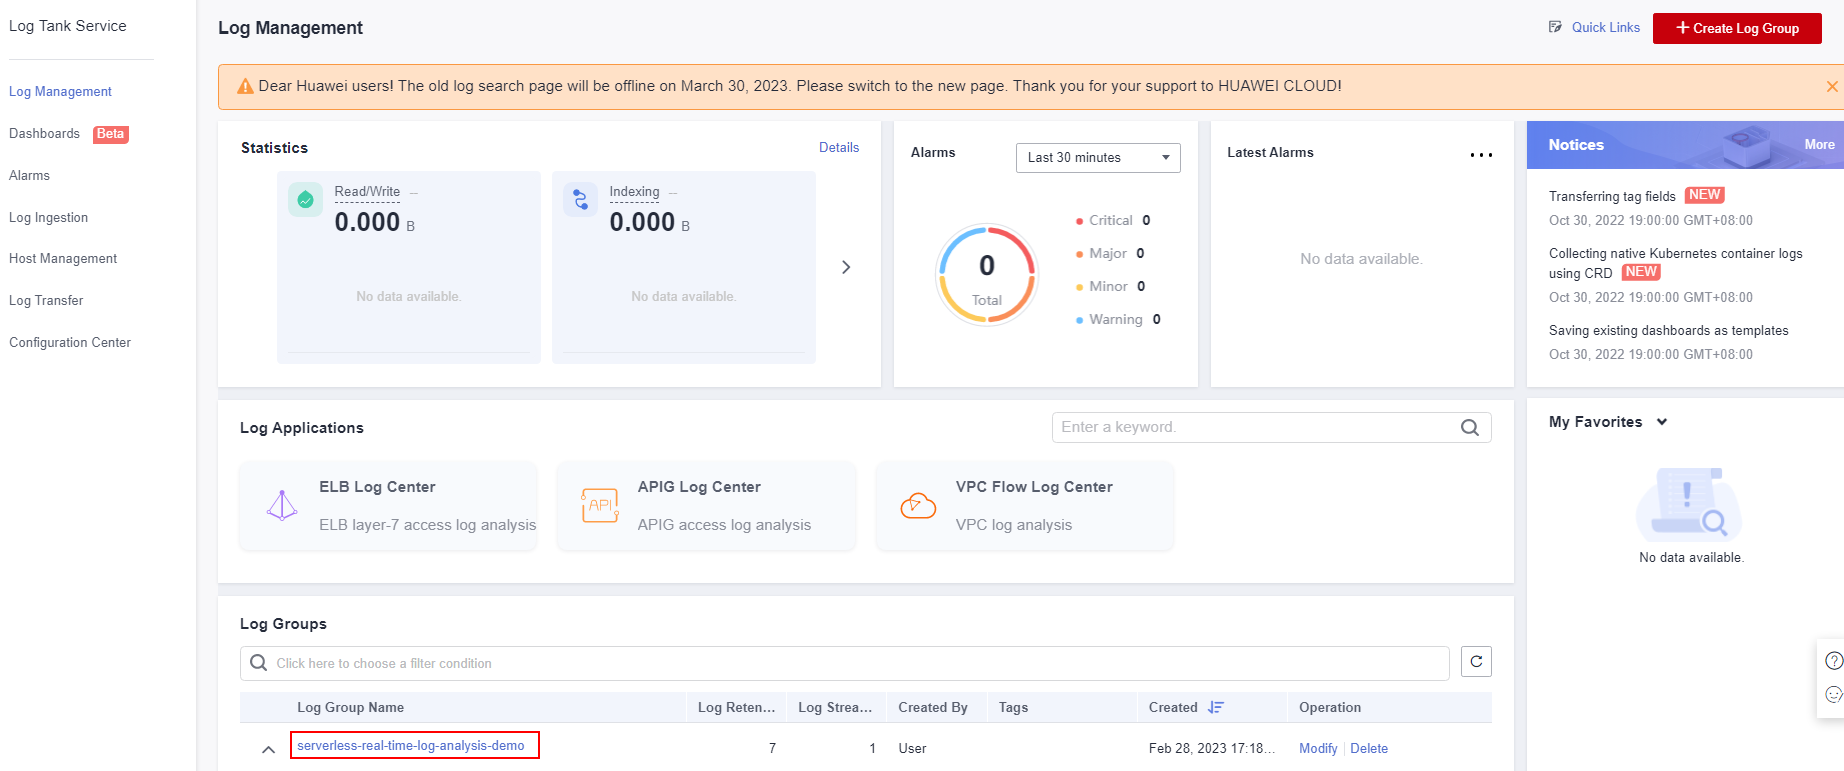 Log Tank Service
Log Management
Dashboards Beta
Alarms
Log Ingestion
Host Management
Log Transfer
Configuration Center
Log Management
Quick Links
+ Create Log Group
Dear Huawei users! The old log search page will be offline on March 30, 2023. Please switch to the new page. Thank you for your support to HUAWEI CLOUD!
Statistics
Details
Read/Write --
0.000 B
No data available.
Indexing --
0.000 B
No data available.
Alarms
Last 30 minutes
0
Total
Critical 0
Major 0
Minor 0
Warning 0
Latest Alarms
No data available.
Notices
More
Transferring tag fields NEW
Oct 30, 2022 19:00:00 GMT+08:00
Collecting native Kubernetes container logs
using CRD NEW
Oct 30, 2022 19:00:00 GMT+08:00
Saving existing dashboards as templates
Oct 30, 2022 19:00:00 GMT+08:00
Log Applications
Enter a keyword.
ELB Log Center
ELB layer-7 access log analysis
API
APIG Log Center
APIG access log analysis
VPC Flow Log Center
VPC log analysis
My Favorites
No data available.
Log Groups
Click here to choose a filter condition
Log Group Name Log Reten... Log Strea... Created By Tags Created Operation
serverless-real-time-log-analysis-demo 7 1 User Feb 28, 2023 17:18... Modify Delete